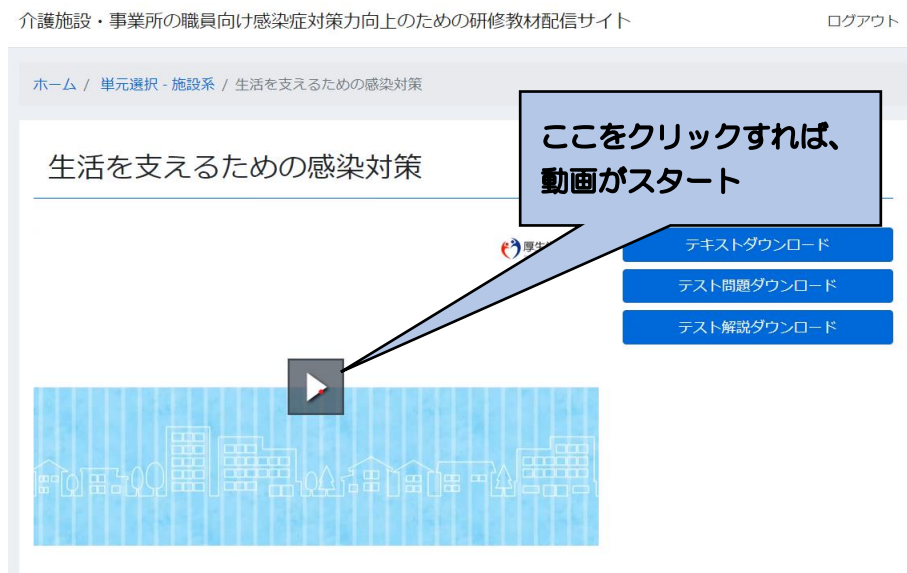 介護施設・事業所の職員向け感染症対策力向上のための研修教材配信サイト
ログアウト
ホーム / 単元選択 - 施設系 / 生活を支えるための感染対策
ここをクリックすれば、
動画がスタート
生活を支えるための感染対策
厚生
テキストダウンロード
テスト問題ダウンロード
テスト解説ダウンロード